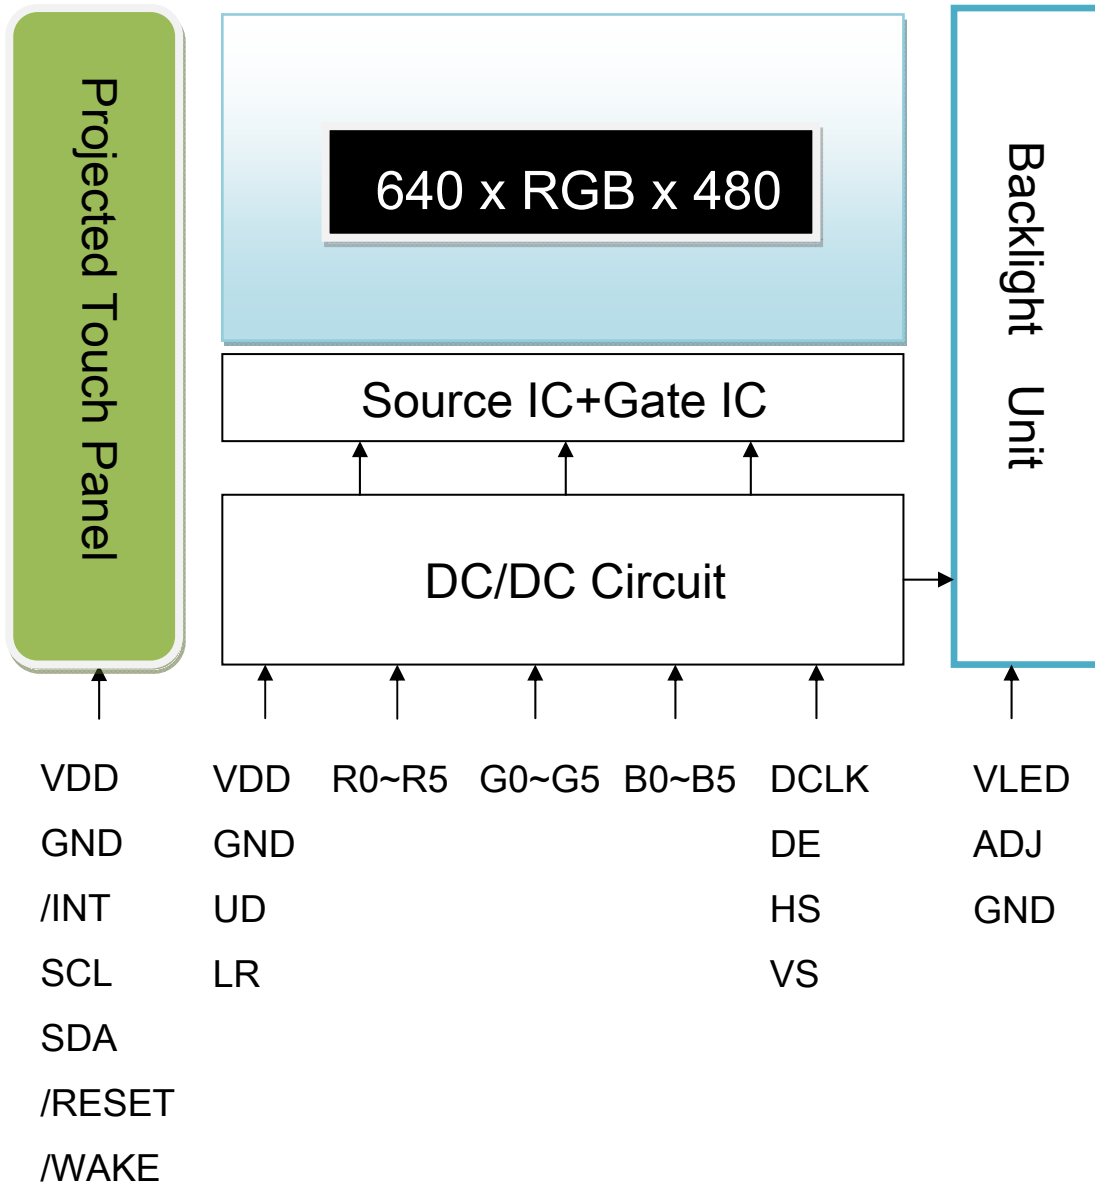 Projected Touch Panel
640 x RGB x 480
Backlight Unit
Source IC+Gate IC
DC/DC Circuit
VDD
GND
/INT
SCL
SDA
/RESET
/WAKE
VDD
GND
UD
LR
R0~R5
G0~G5
B0~B5
DCLK
DE
HS
VS
VLED
ADJ
GND